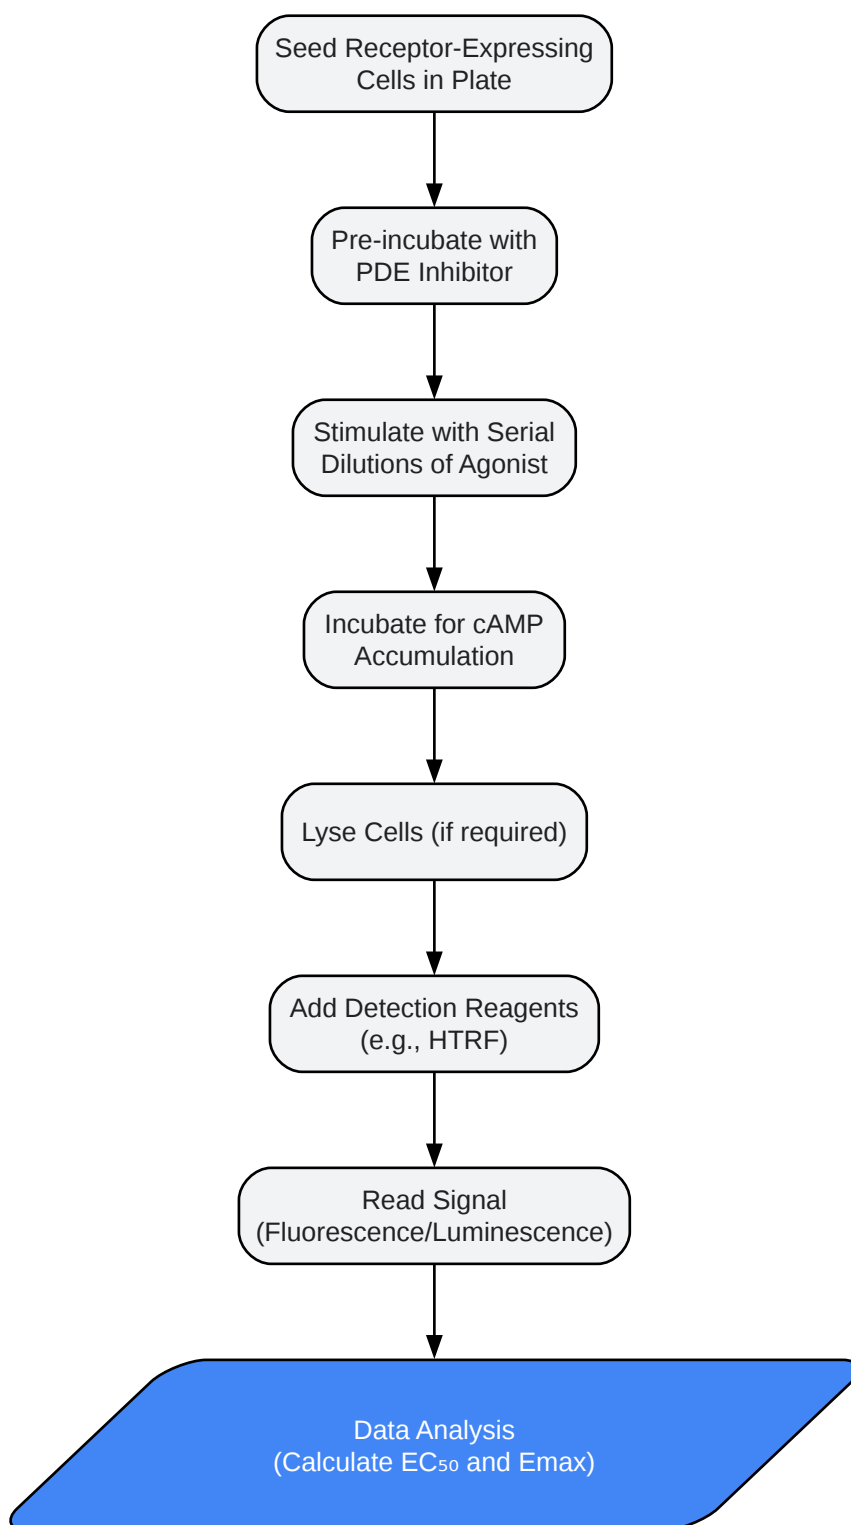 Seed Receptor-Expressing
Cells in Plate
Pre-incubate with
PDE Inhibitor
Stimulate with Serial
Dilutions of Agonist
Incubate for cAMP
Accumulation
Lyse Cells (if required)
Add Detection Reagents
(e.g., HTRF)
Read Signal
(Fluorescence/Luminescence)
Data Analysis
(Calculate EC₅₀ and Emax)